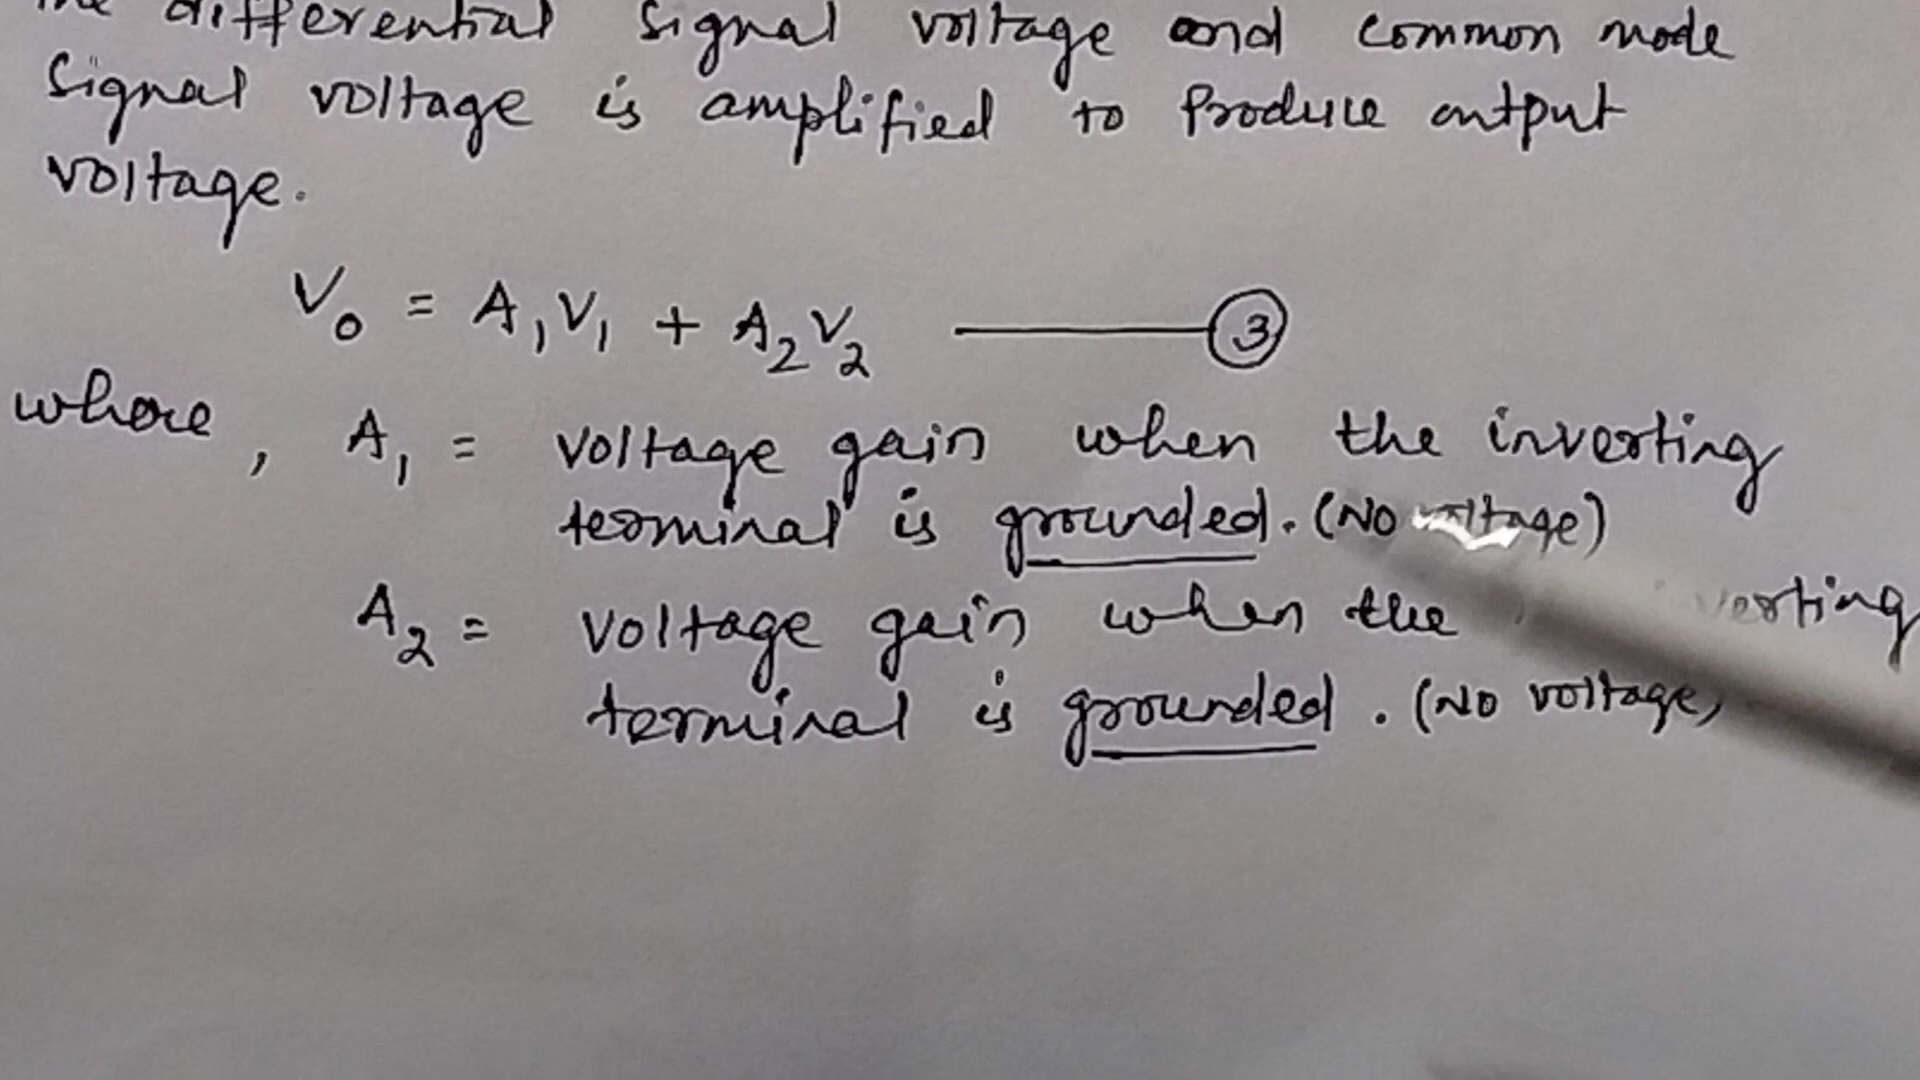 the differential signal voltage and common mode
signal voltage is amplified to produce output
voltage.
V₀ = A₁V₁ + A₂V₂ ——— ③
where, A₁ = voltage gain when the inverting
terminal is grounded. (No voltage)
A₂ = voltage gain when the
terminal is grounded. (No voltage)